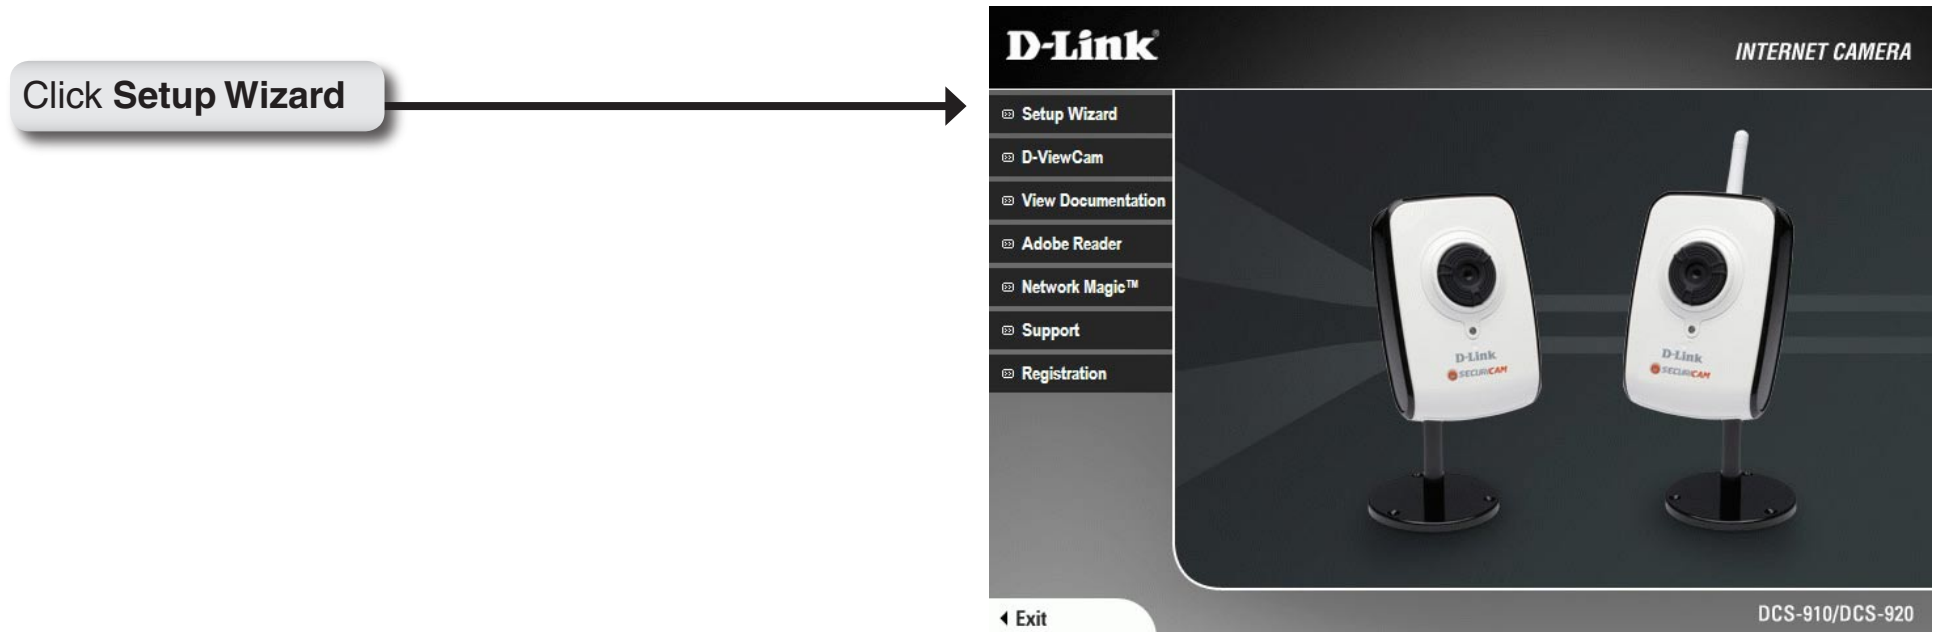 Click Setup Wizard
D-Link®
INTERNET CAMERA
Setup Wizard
D-ViewCam
View Documentation
Adobe Reader
Network Magic™
Support
Registration
D-Link
SECURICAM
D-Link
SECURICAM
Exit
DCS-910/DCS-920